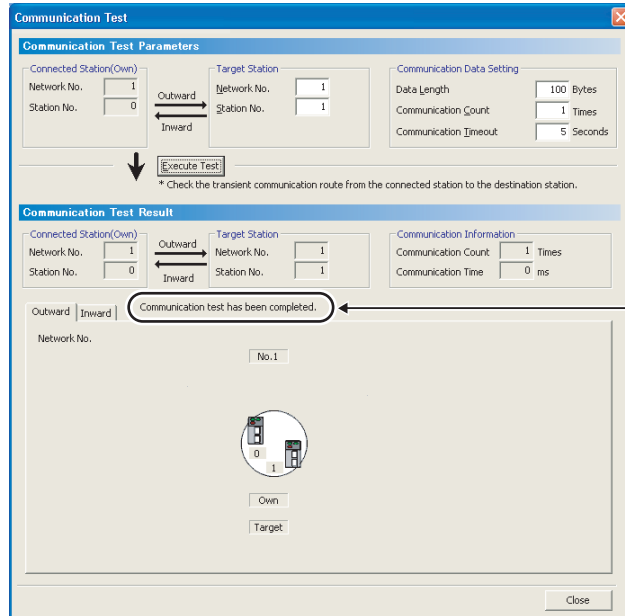 Communication Test
Communication Test Parameters
Connected Station(Own)
Network No. 1
Station No. 0
Outward
Inward
Target Station
Network No. 1
Station No. 1
Communication Data Setting
Data Length 100 Bytes
Communication Count 1 Times
Communication Timeout 5 Seconds
Execute Test
* Check the transient communication route from the connected station to the destination station.
Communication Test Result
Connected Station(Own)
Network No. 1
Station No. 0
Outward
Inward
Target Station
Network No. 1
Station No. 1
Communication Information
Communication Count 1 Times
Communication Time 0 ms
Communication test has been completed.
Outward Inward
Network No.
No.1
0
1
Own
Target
Close